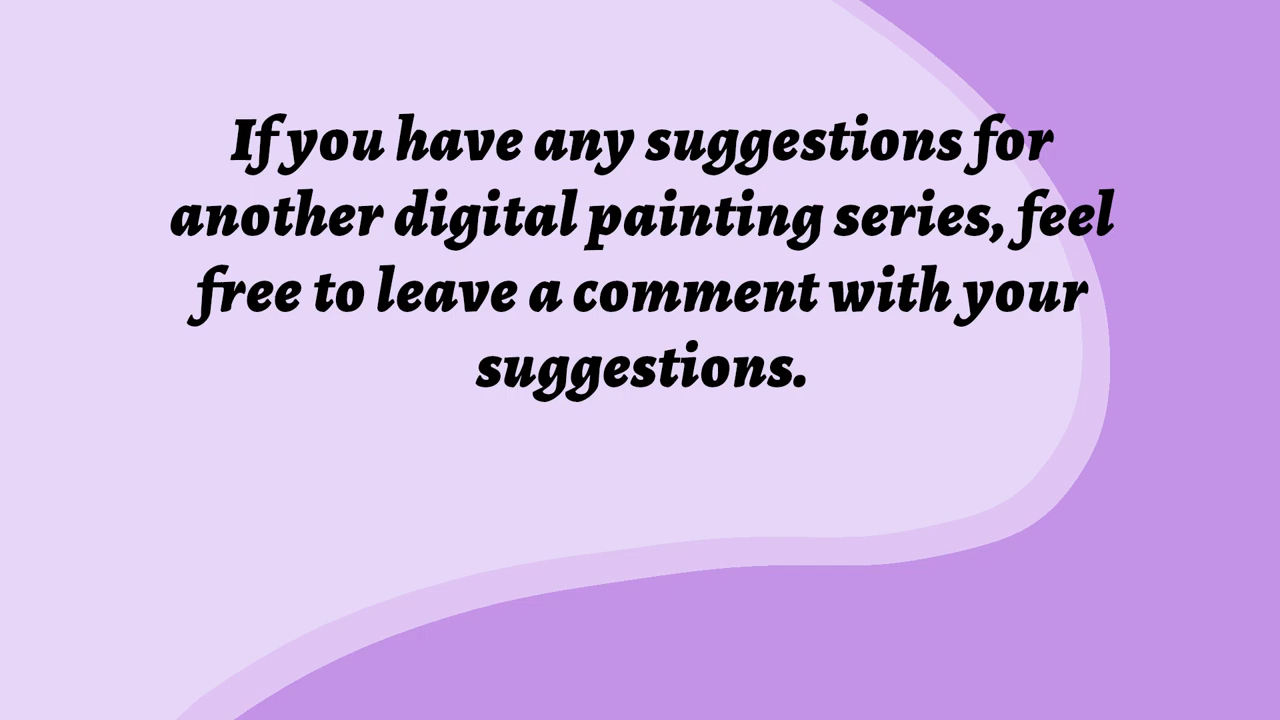 If you have any suggestions for
another digital painting series, feel
free to leave a comment with your
suggestions.